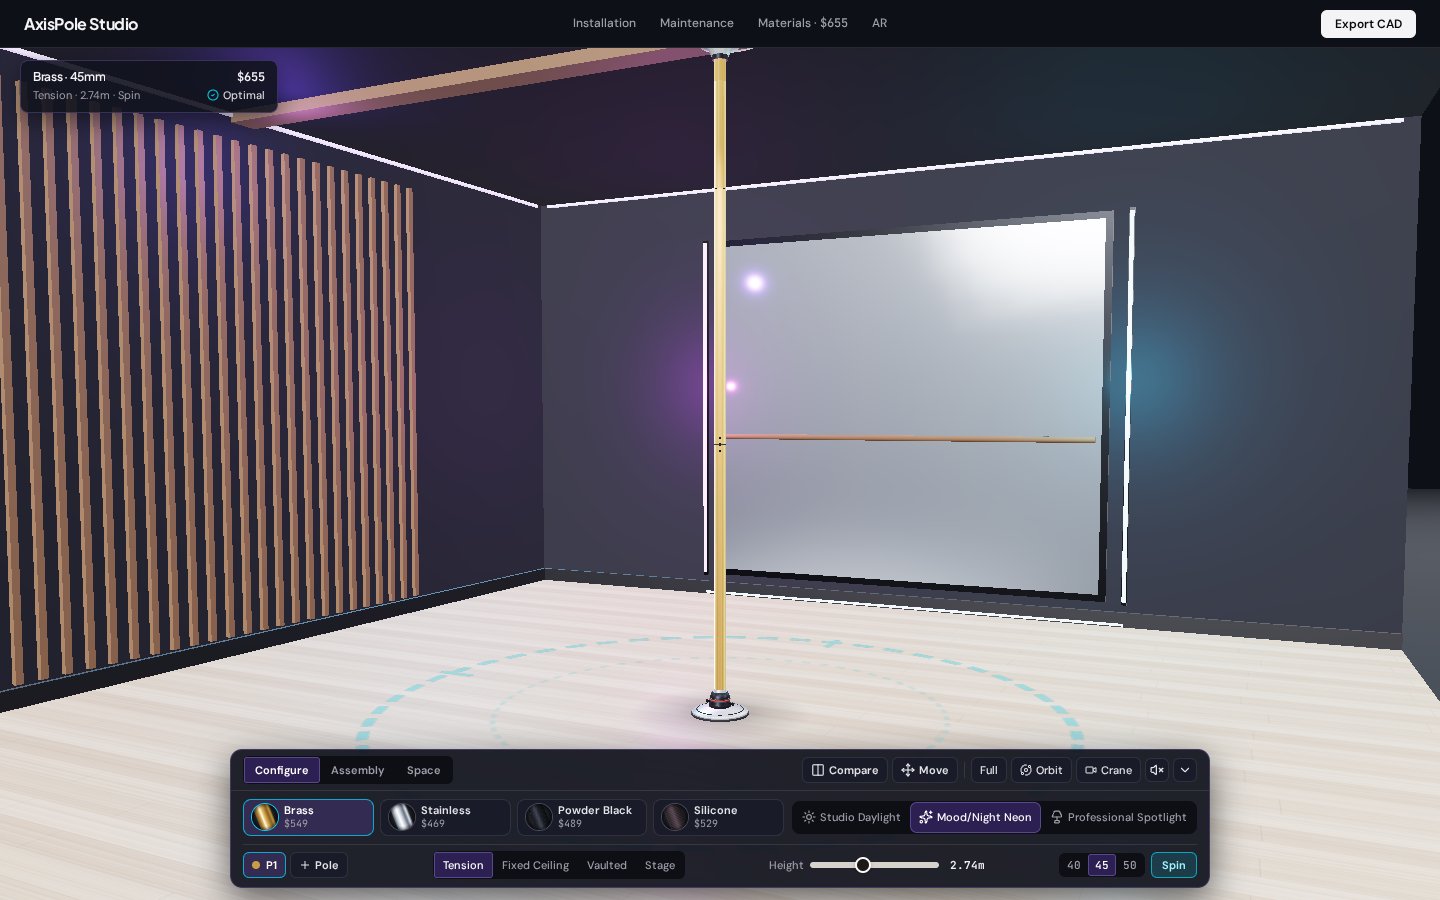 AxisPole Studio
Installation Maintenance Materials · $655 AR
Export CAD
Brass · 45mm $655
Tension · 2.74m · Spin Optimal
Configure Assembly Space
Compare Move Full Orbit Crane
Brass
$549
Stainless
$469
Powder Black
$489
Silicone
$529
Studio Daylight Mood/Night Neon Professional Spotlight
P1 + Pole
Tension Fixed Ceiling Vaulted Stage
Height 2.74m
40 45 50 Spin